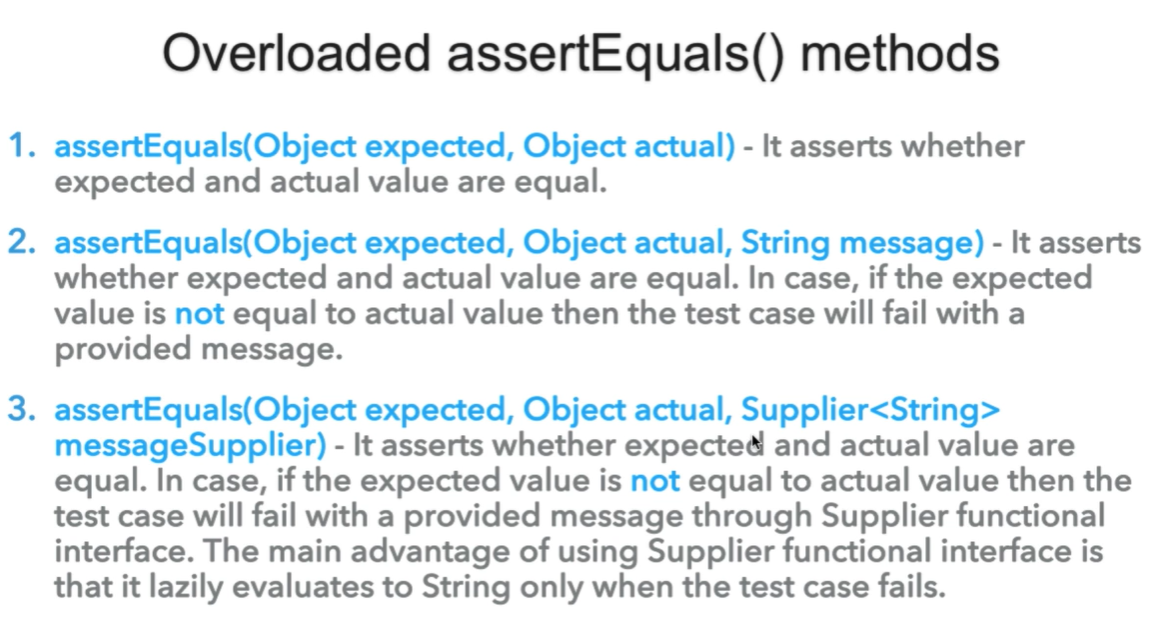 Overloaded assertEquals() methods
1. assertEquals(Object expected, Object actual) - It asserts whether
expected and actual value are equal.
2. assertEquals(Object expected, Object actual, String message) - It asserts
whether expected and actual value are equal. In case, if the expected
value is not equal to actual value then the test case will fail with a
provided message.
3. assertEquals(Object expected, Object actual, Supplier<String>
messageSupplier) - It asserts whether expected and actual value are
equal. In case, if the expected value is not equal to actual value then the
test case will fail with a provided message through Supplier functional
interface. The main advantage of using Supplier functional interface is
that it lazily evaluates to String only when the test case fails.